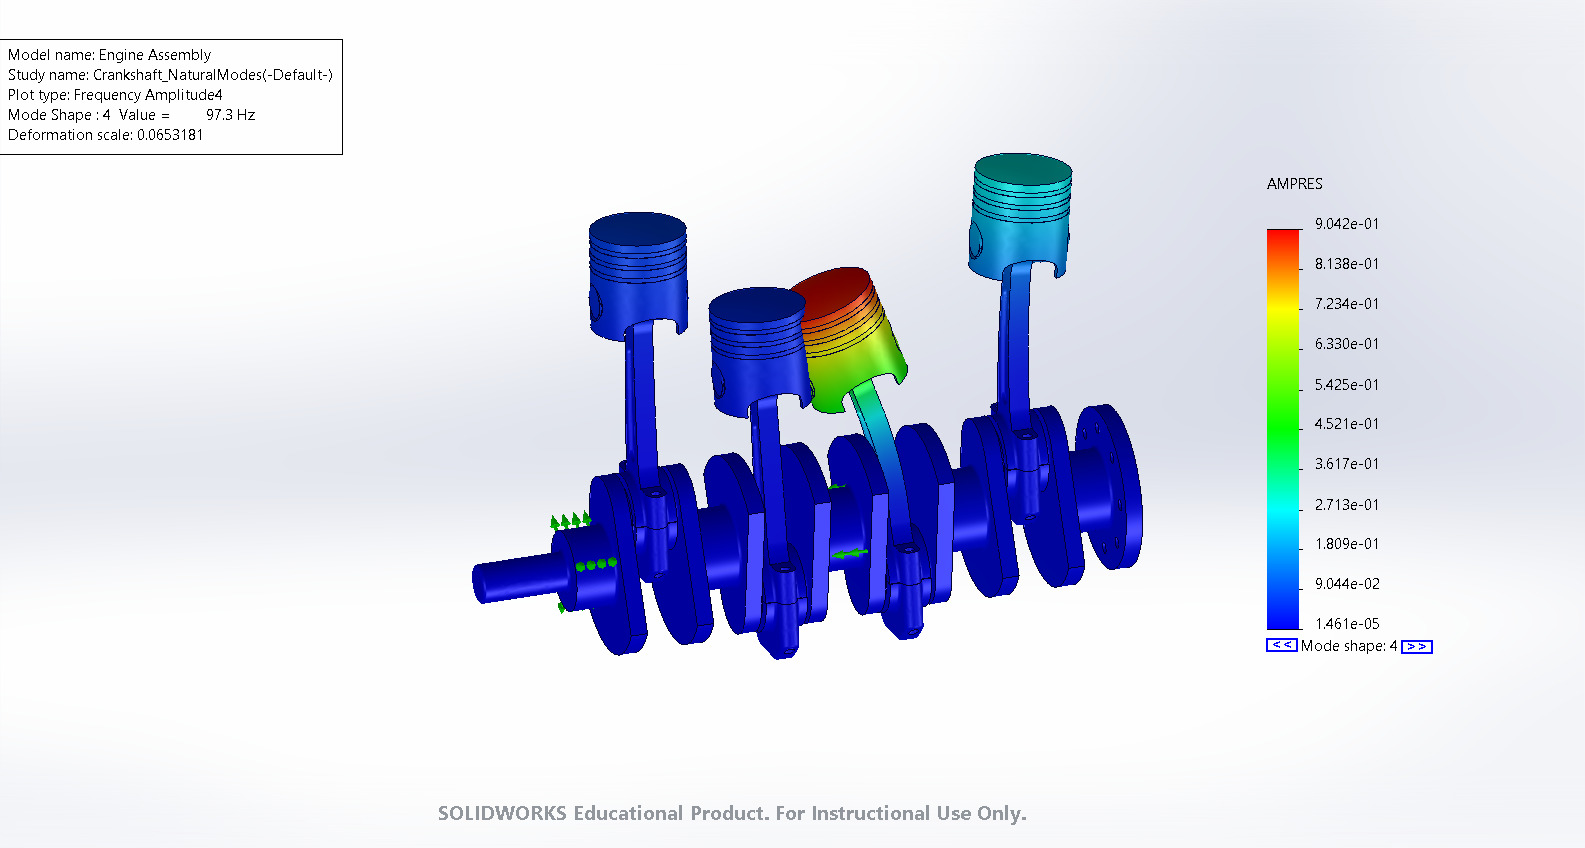 Model name: Engine Assembly
Study name: Crankshaft_NaturalModes(-Default-)
Plot type: Frequency Amplitude4
Mode Shape : 4 Value = 97.3 Hz
Deformation scale: 0.0653181
AMPRES
9.042e-01
8.138e-01
7.234e-01
6.330e-01
5.425e-01
4.521e-01
3.617e-01
2.713e-01
1.809e-01
9.044e-02
1.461e-05
<< Mode shape: 4 >>
SOLIDWORKS Educational Product. For Instructional Use Only.